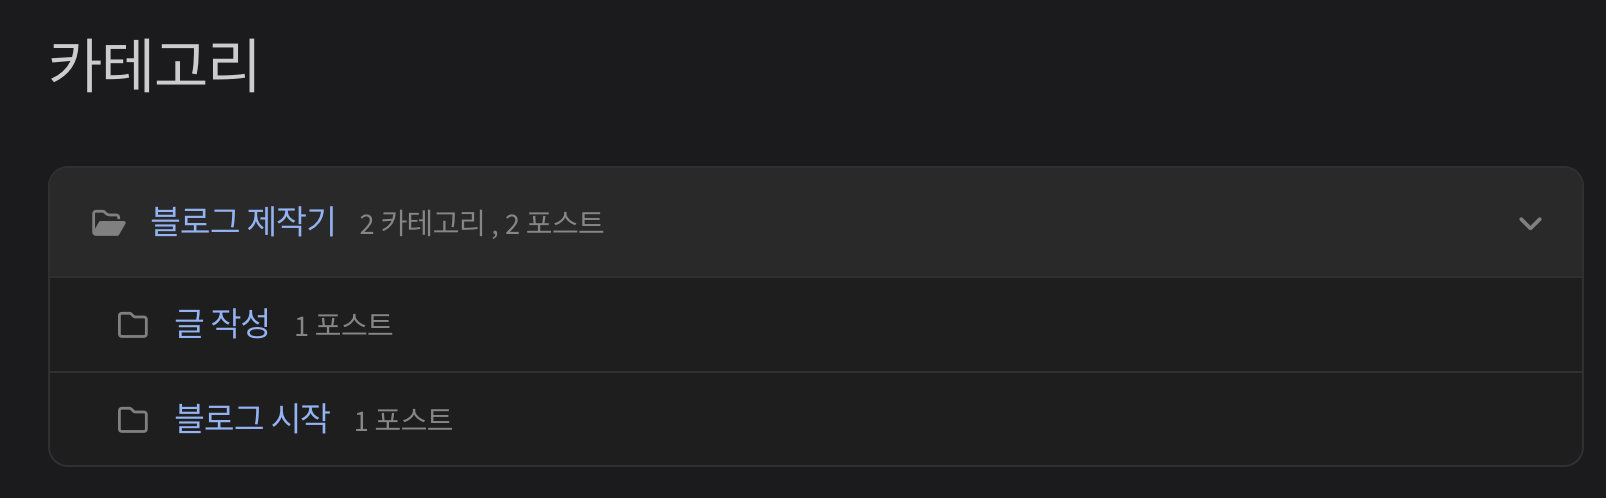 카테고리
블로그 제작기 2 카테고리 , 2 포스트
글 작성 1 포스트
블로그 시작 1 포스트